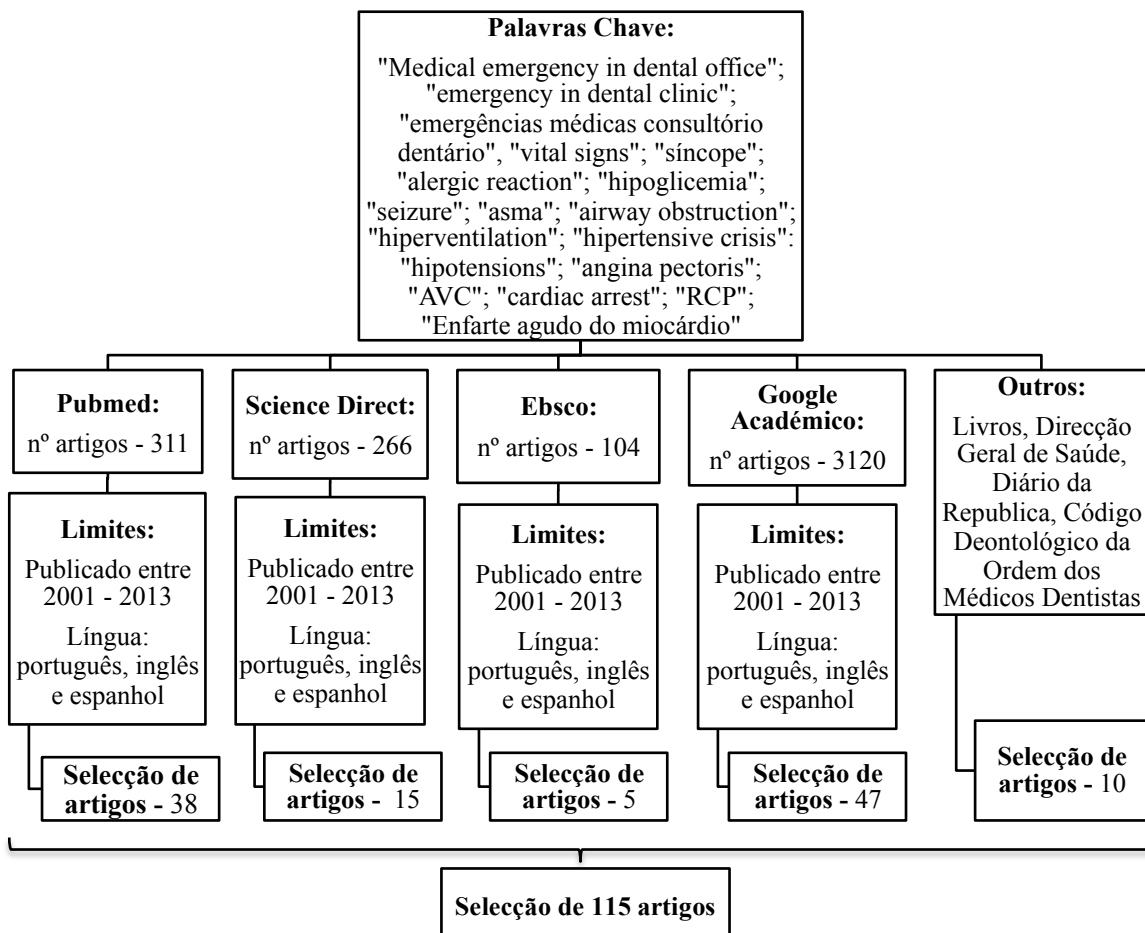 Palavras Chave:
"Medical emergency in dental office";
"emergency in dental clinic";
"emergências médicas consultório
dentário", "vital signs"; "síncope";
"alergic reaction"; "hipoglicemia";
"seizure"; "asma"; "airway obstruction";
"hiperventilation"; "hipertensive crisis":
"hipotensions"; "angina pectoris";
"AVC"; "cardiac arrest"; "RCP";
"Enfarte agudo do miocárdio"
Pubmed:
nº artigos - 311
Science Direct:
nº artigos - 266
Ebsco:
nº artigos - 104
Google
Académico:
nº artigos - 3120
Outros:
Livros, Direcção
Geral de Saúde,
Diário da
Republica, Código
Deontológico da
Ordem dos
Médicos Dentistas
Limites:
Publicado entre
2001 - 2013
Língua:
português, inglês
e espanhol
Limites:
Publicado entre
2001 - 2013
Língua:
português, inglês
e espanhol
Limites:
Publicado entre
2001 - 2013
Língua:
português, inglês
e espanhol
Limites:
Publicado entre
2001 - 2013
Língua:
português, inglês
e espanhol
Selecção de
artigos - 38
Selecção de
artigos - 15
Selecção de
artigos - 5
Selecção de
artigos - 47
Selecção de
artigos - 10
Selecção de 115 artigos